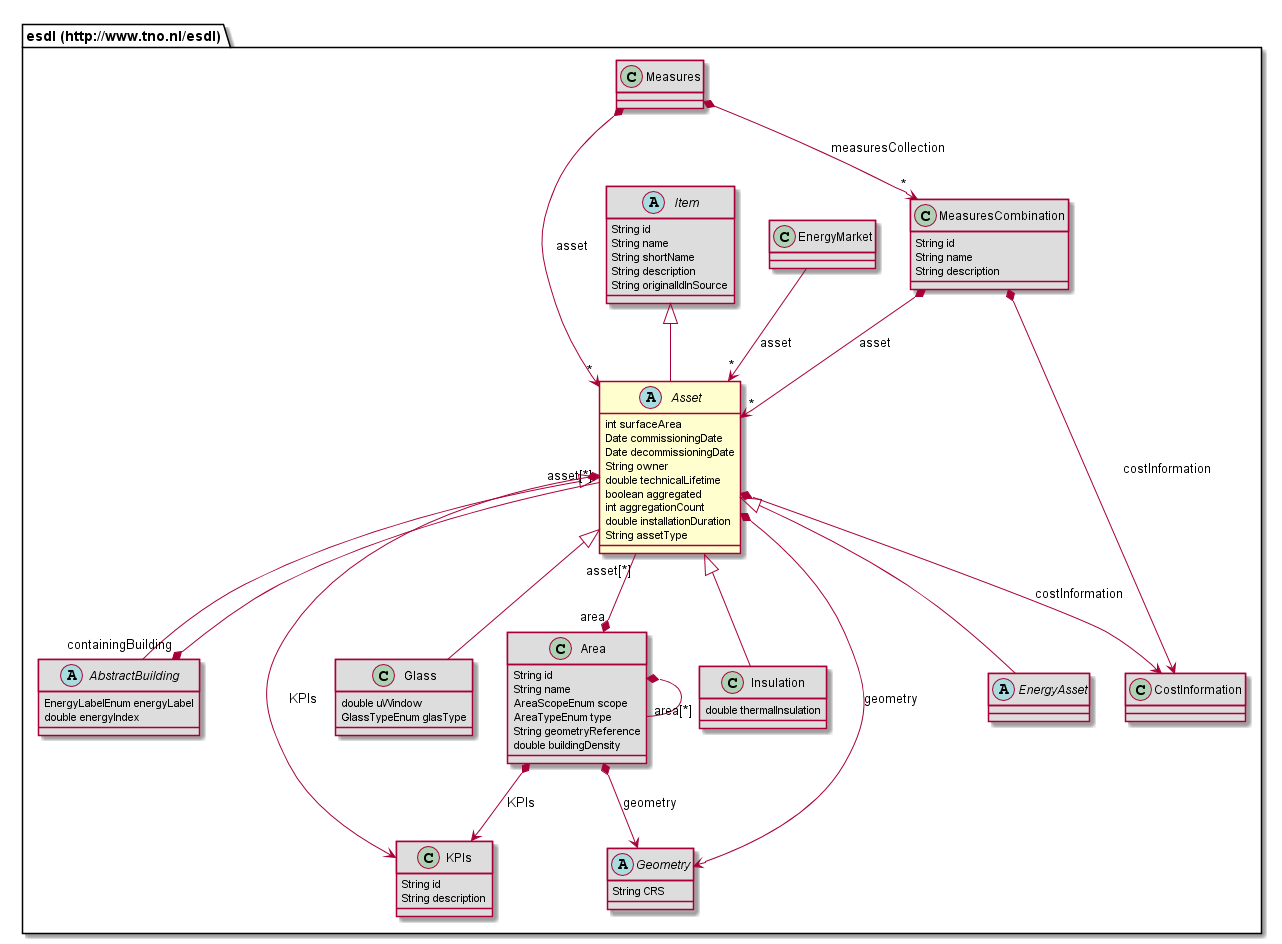 esdl (http://www.tno.nl/esdl)
C Measures
measuresCollection
*
A Item
String id
String name
String shortName
String description
String originalIdInSource
C EnergyMarket
C MeasuresCombination
String id
String name
String description
asset
asset
asset
*
*
*
A Asset
int surfaceArea
Date commissioningDate
Date decommissioningDate
String owner
double technicalLifetime
boolean aggregated
int aggregationCount
double installationDuration
String assetType
costInformation
asset[*]
asset[*]
costInformation
area
containingBuilding
A AbstractBuilding
EnergyLabelEnum energyLabel
double energyIndex
KPIs
C Glass
double uWindow
GlassTypeEnum glasType
C Area
String id
String name
AreaScopeEnum scope
AreaTypeEnum type
String geometryReference
double buildingDensity
area[*]
C Insulation
double thermalInsulation
geometry
A EnergyAsset
C CostInformation
KPIs
geometry
C KPIs
String id
String description
A Geometry
String CRS